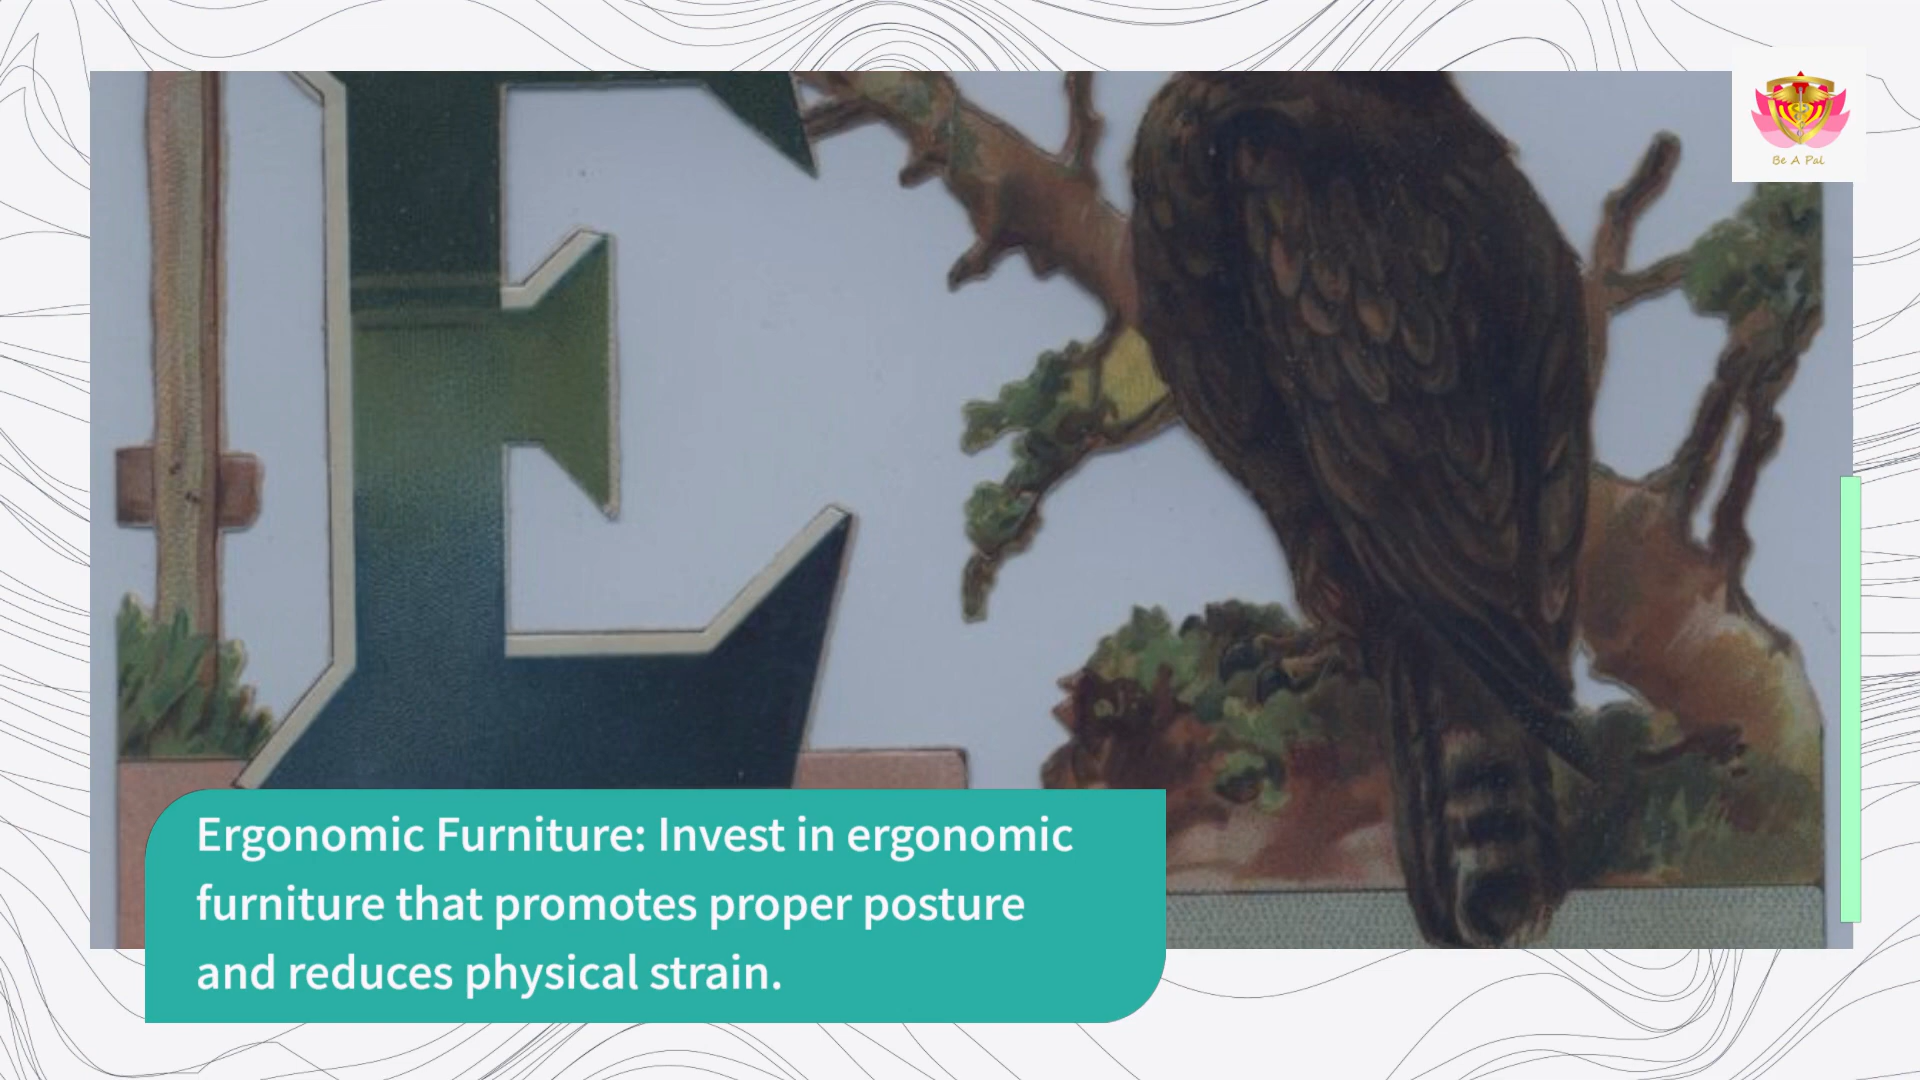 E
Be A Pal
Ergonomic Furniture: Invest in ergonomic
furniture that promotes proper posture
and reduces physical strain.